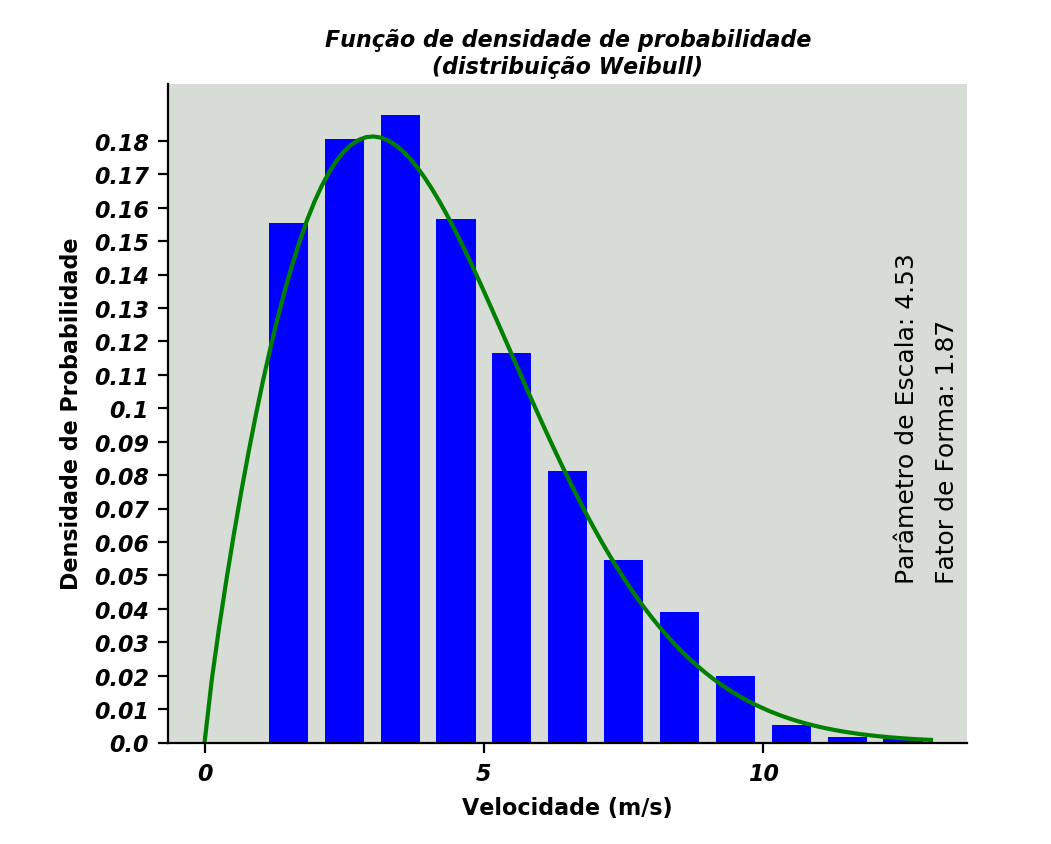 Função de densidade de probabilidade
(distribuição Weibull)
Densidade de Probabilidade
0.18
0.17
0.16
0.15
0.14
0.13
0.12
0.11
0.1
0.09
0.08
0.07
0.06
0.05
0.04
0.03
0.02
0.01
0.0
Parâmetro de Escala: 4.53
Fator de Forma: 1.87
0 5 10
Velocidade (m/s)